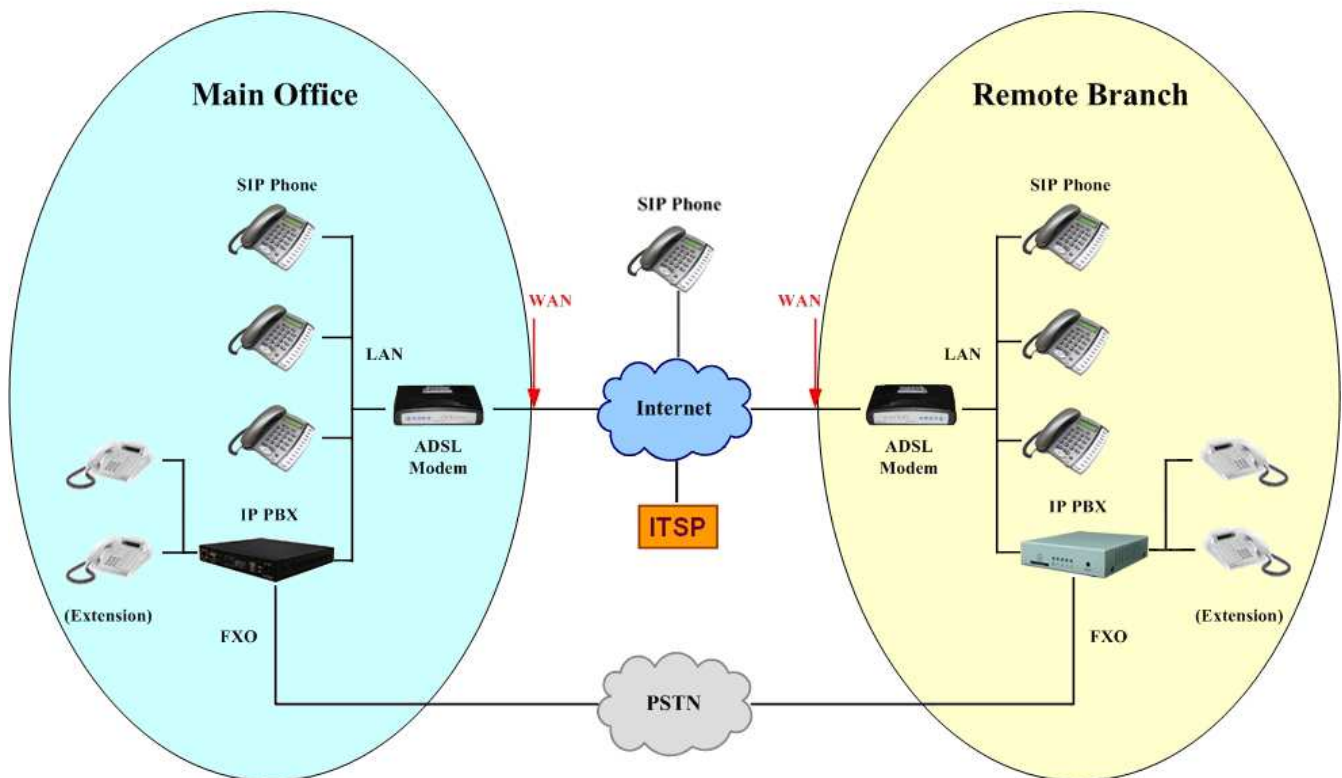 Main Office
Remote Branch
SIP Phone
SIP Phone
SIP Phone
WAN
WAN
LAN
LAN
Internet
ADSL
Modem
ADSL
Modem
IP PBX
ITSP
IP PBX
(Extension)
(Extension)
FXO
FXO
PSTN